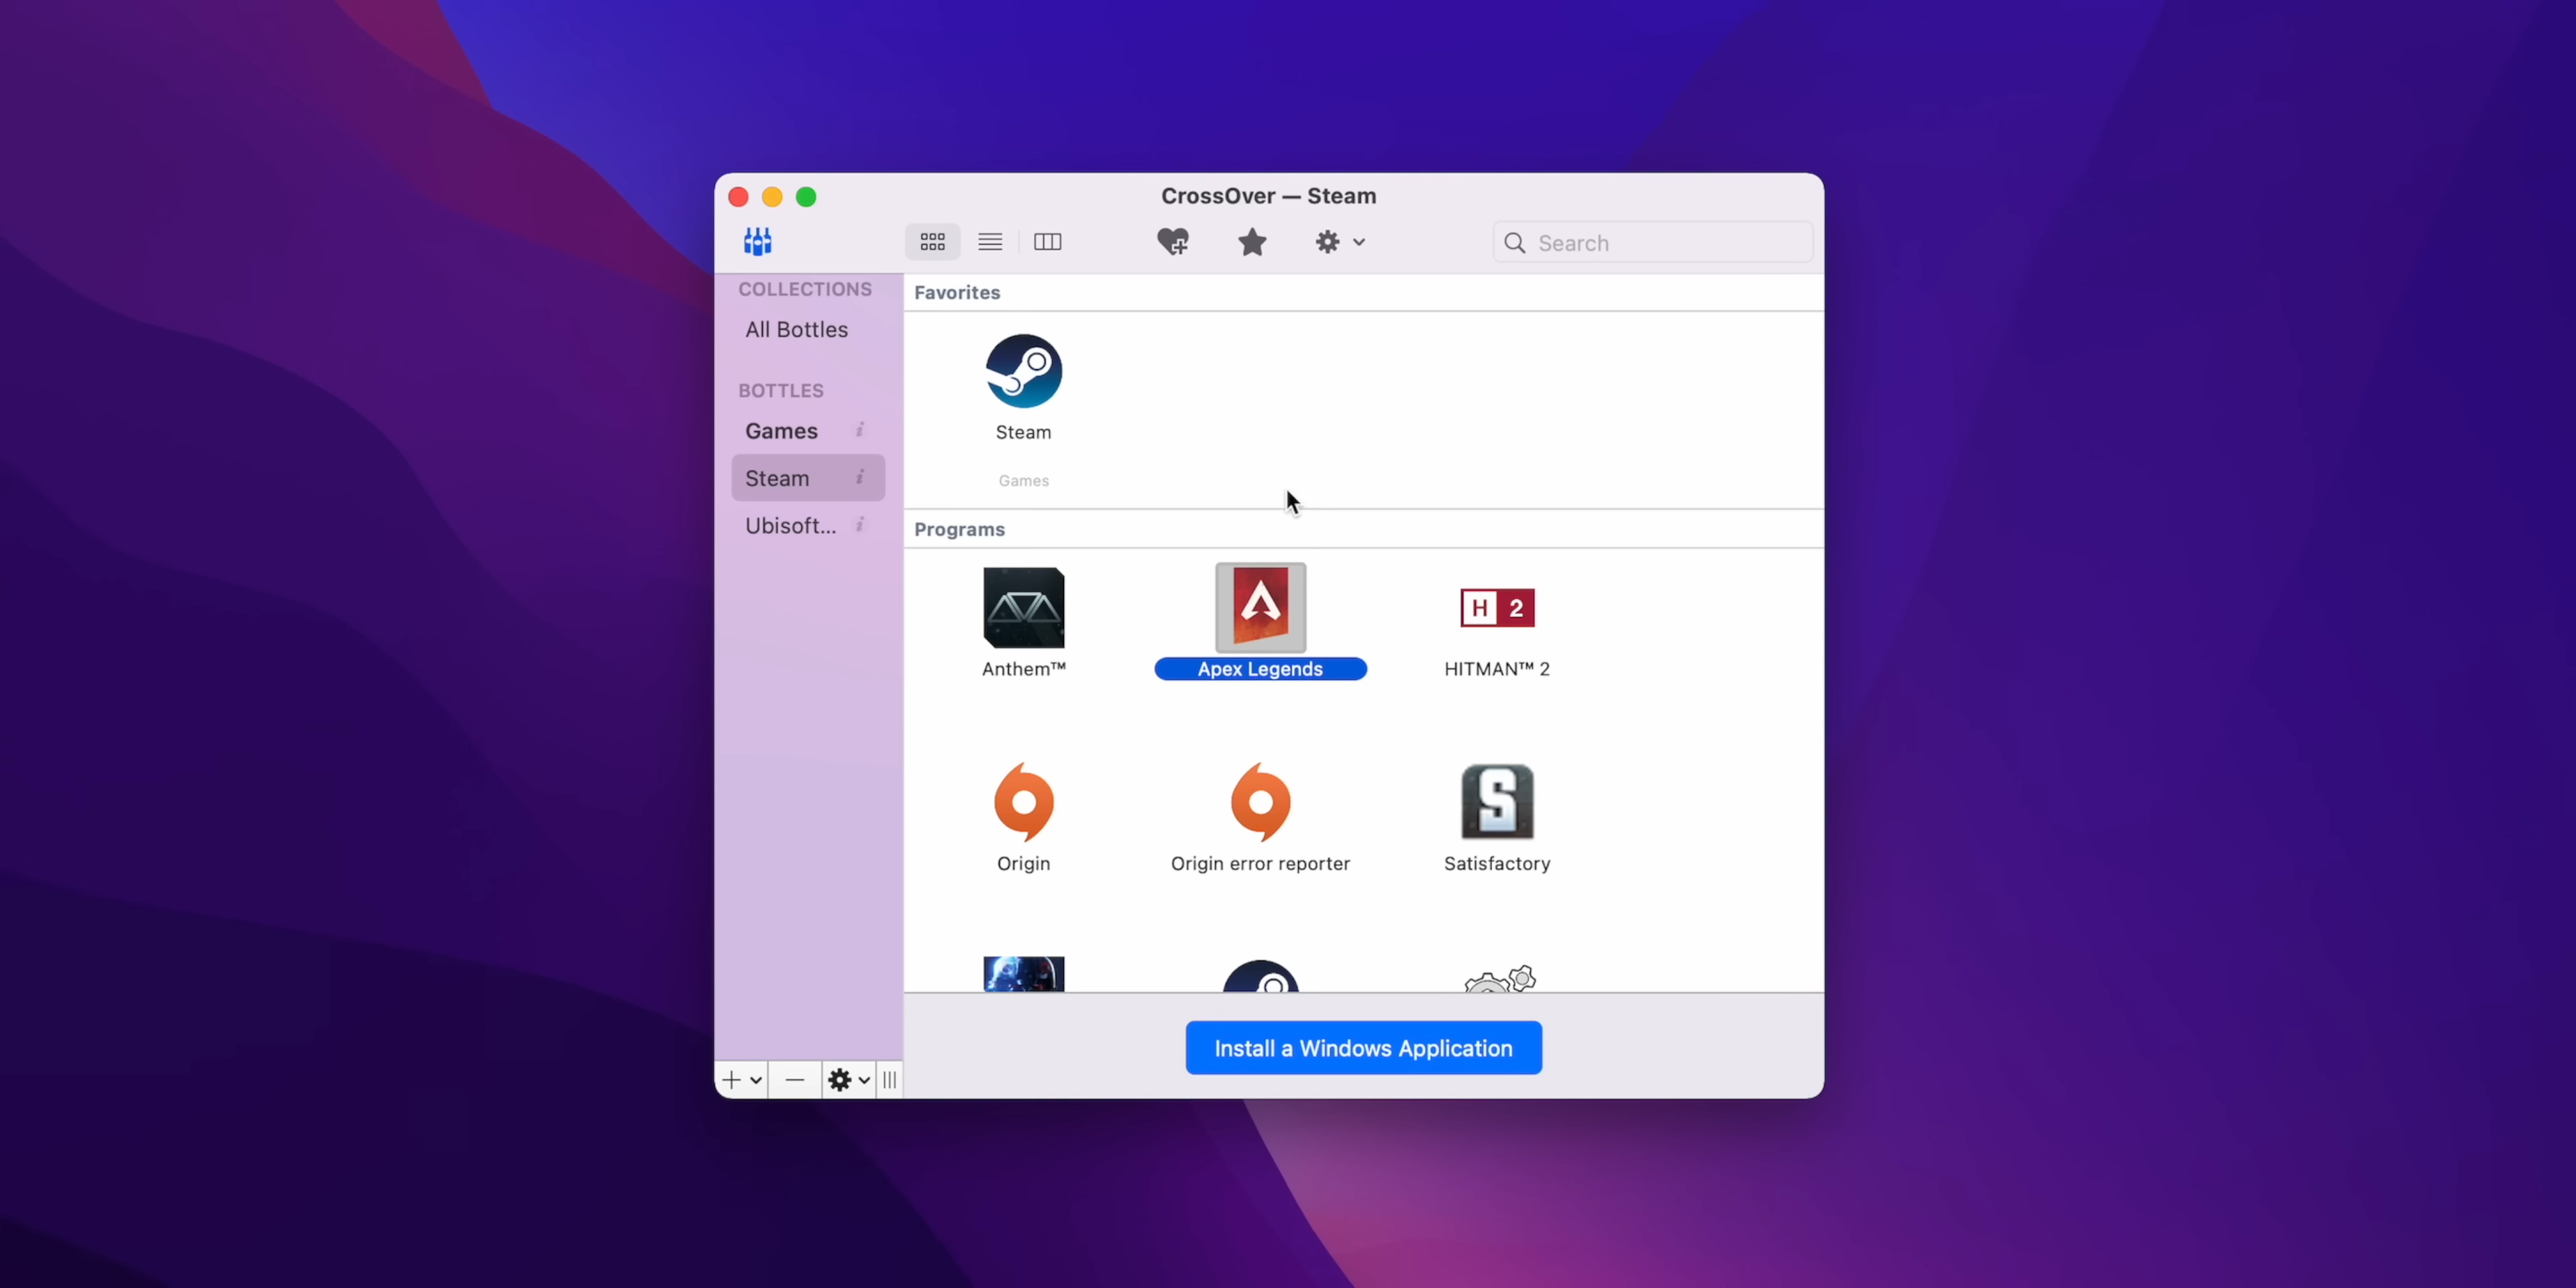 CrossOver — Steam
Search
COLLECTIONS
All Bottles
BOTTLES
Games
Steam
Ubisoft...
Favorites
Steam
Games
Programs
Anthem™
Apex Legends
H 2
HITMAN™ 2
Origin
Origin error reporter
S
Satisfactory
Install a Windows Application